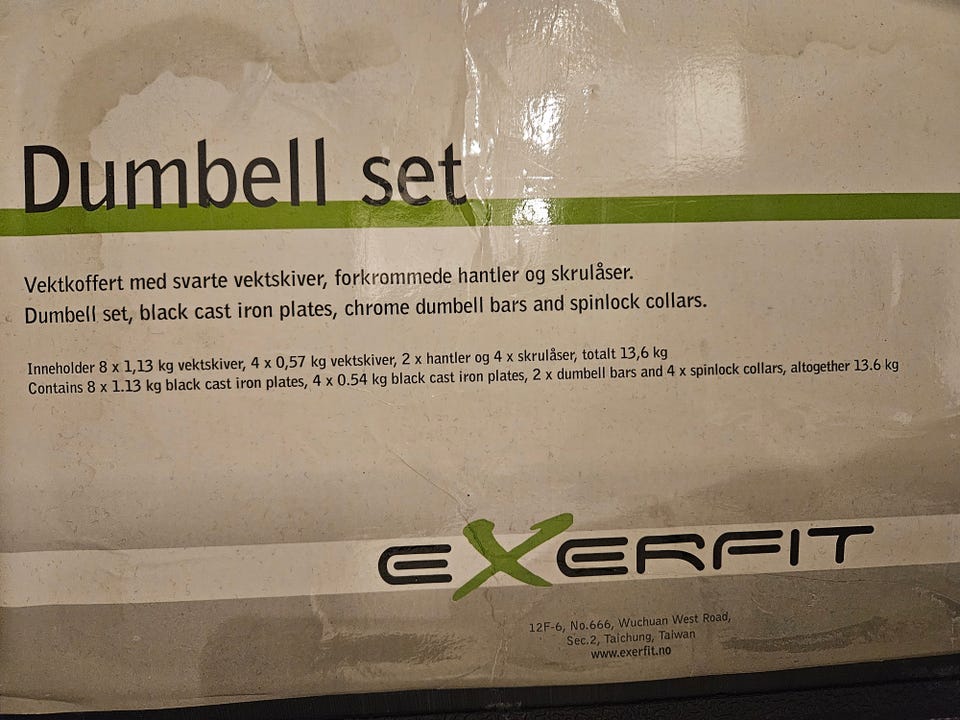 Dumbell set
Vektkoffert med svarte vektskiver, forkrommede hantler og skrulåser.
Dumbell set, black cast iron plates, chrome dumbell bars and spinlock collars.
Inneholder 8 x 1,13 kg vektskiver, 4 x 0,57 kg vektskiver, 2 x hantler og 4 x skrulåser, totalt 13,6 kg
Contains 8 x 1.13 kg black cast iron plates, 4 x 0.54 kg black cast iron plates, 2 x dumbell bars and 4 x spinlock collars, altogether 13.6 kg
EXERFIT
12F-6, No.666, Wuchuan West Road,
Sec.2, Taichung, Taiwan
www.exerfit.no